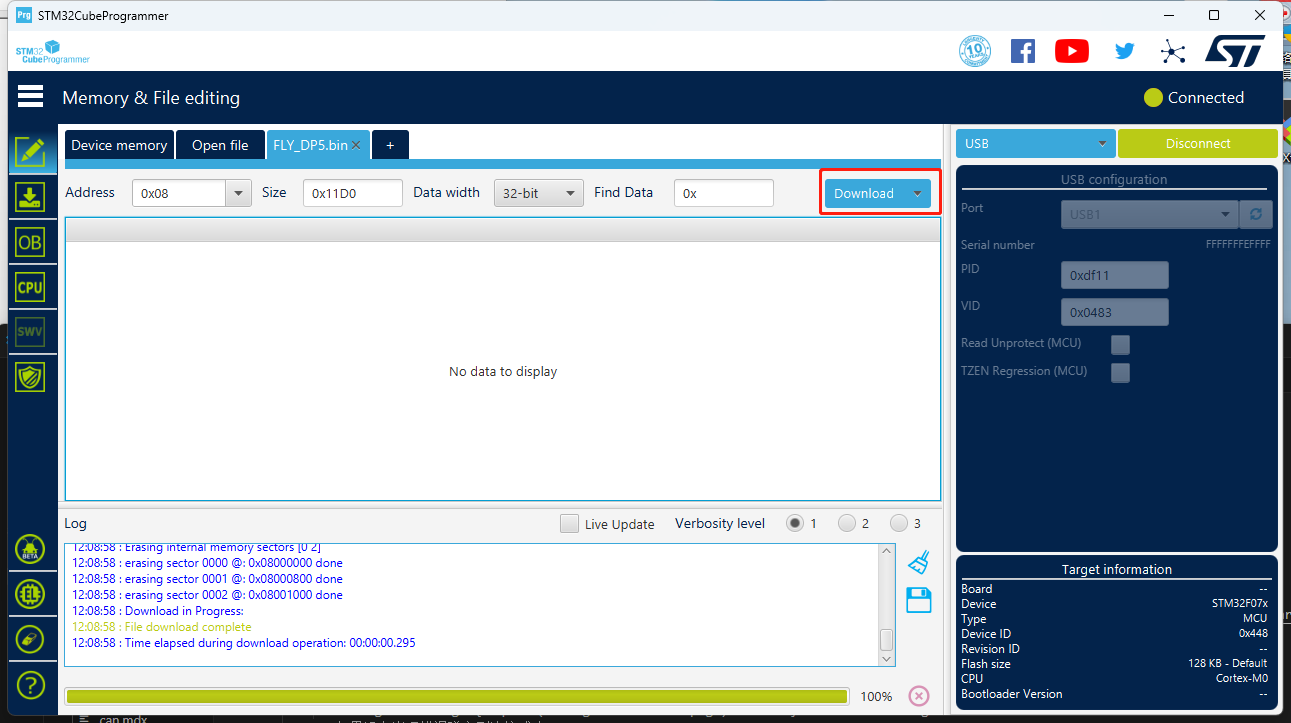 Prg STM32CubeProgrammer
STM32
CubeProgrammer
10
Memory & File editing
Connected
Device memory
Open file
FLY_DP5.bin
+
USB
Disconnect
Address
0x08
Size
0x11D0
Data width
32-bit
Find Data
0x
Download
USB configuration
Port
USB1
Serial number
FFFFFFFEFFFF
PID
0xdf11
VID
0x0483
Read Unprotect (MCU)
TZEN Regression (MCU)
OB
CPU
SWV
No data to display
Log
Live Update
Verbosity level
1
2
3
12:08:58 : Erasing internal memory sectors [0 2]
12:08:58 : erasing sector 0000 @: 0x08000000 done
12:08:58 : erasing sector 0001 @: 0x08000800 done
12:08:58 : erasing sector 0002 @: 0x08001000 done
12:08:58 : Download in Progress:
12:08:58 : File download complete
12:08:58 : Time elapsed during download operation: 00:00:00.295
100%
BETA
EL
?
Target information
Board --
Device STM32F07x
Type MCU
Device ID 0x448
Revision ID --
Flash size 128 KB - Default
CPU Cortex-M0
Bootloader Version --
can.mdx